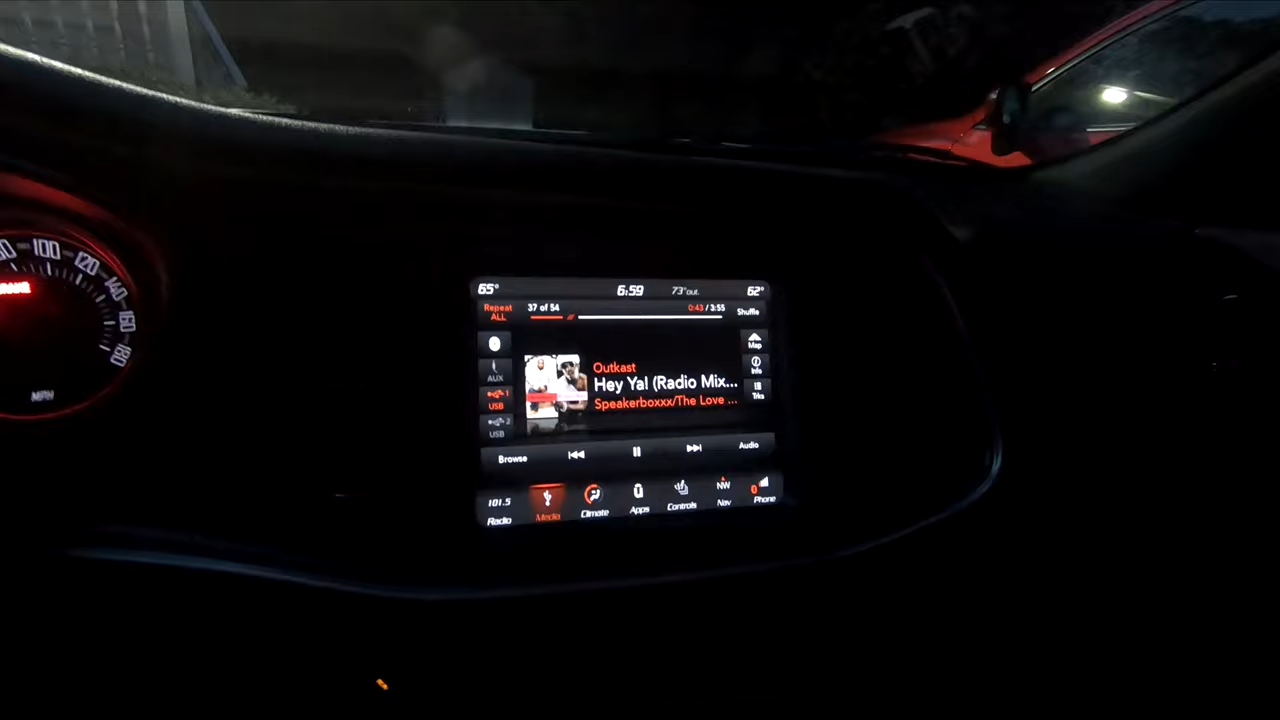 100
120
140
160
180
MPH
65° 6:59 73°out. 62°
Repeat ALL 37 of 54 0:43 / 3:55 Shuffle
Map
AUX
Info
Outkast
Hey Ya! (Radio Mix...
USB 1
Trks
Speakerboxxx/The Love ...
USB 2
Browse Audio
101.5 NW
Radio Media Climate Apps Controls Nav Phone